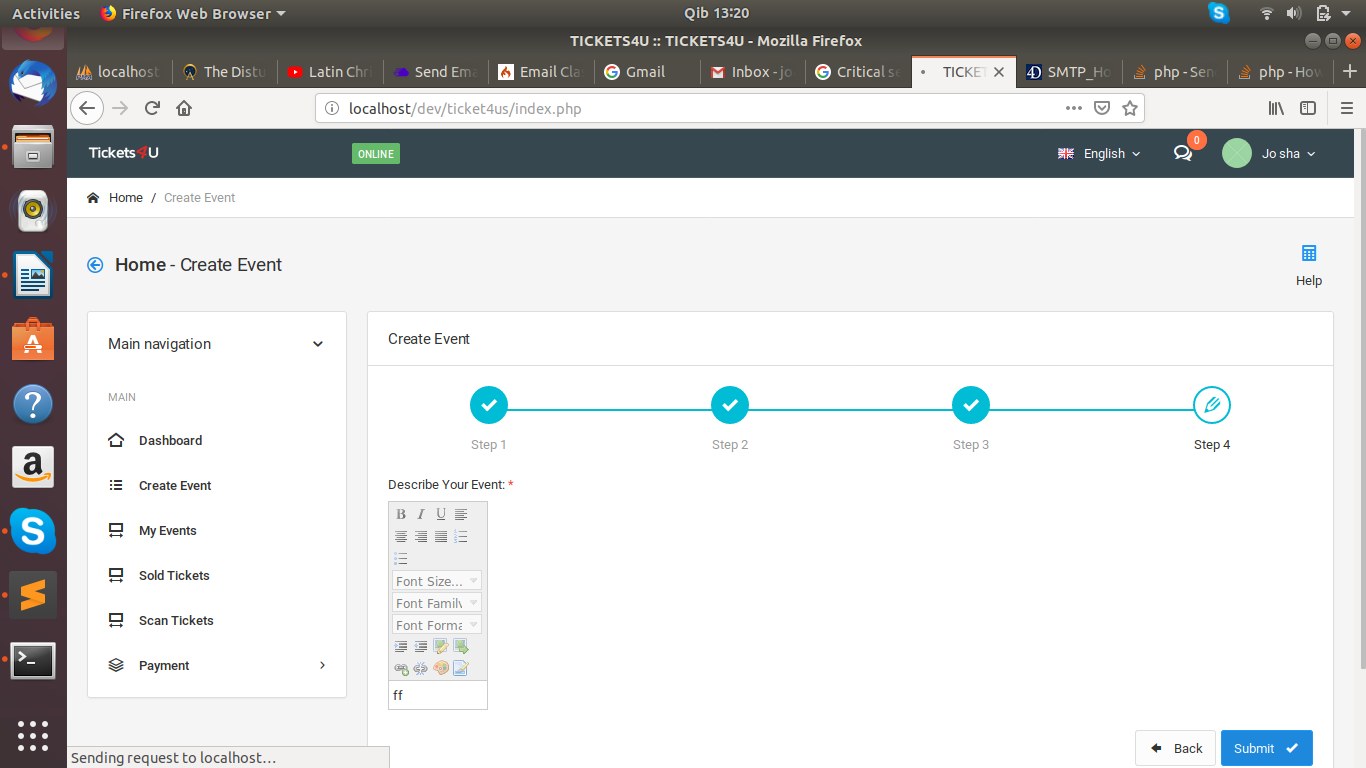 Activities
Firefox Web Browser
Qib 13:20
TICKETS4U :: TICKETS4U - Mozilla Firefox
localhost
The Distu
Latin Chri
Send Ema
Email Cla
Gmail
Inbox - jo
Critical se
TICKET
SMTP_Ho
php - Sen
php - How
localhost/dev/ticket4us/index.php
Tickets4U
ONLINE
English
0
Jo sha
Home / Create Event
Home - Create Event
Help
Main navigation
MAIN
Dashboard
Create Event
My Events
Sold Tickets
Scan Tickets
Payment
Create Event
Step 1
Step 2
Step 3
Step 4
Describe Your Event: *
B I U
Font Size...
Font Family
Font Forma
ff
Back
Submit
Sending request to localhost…